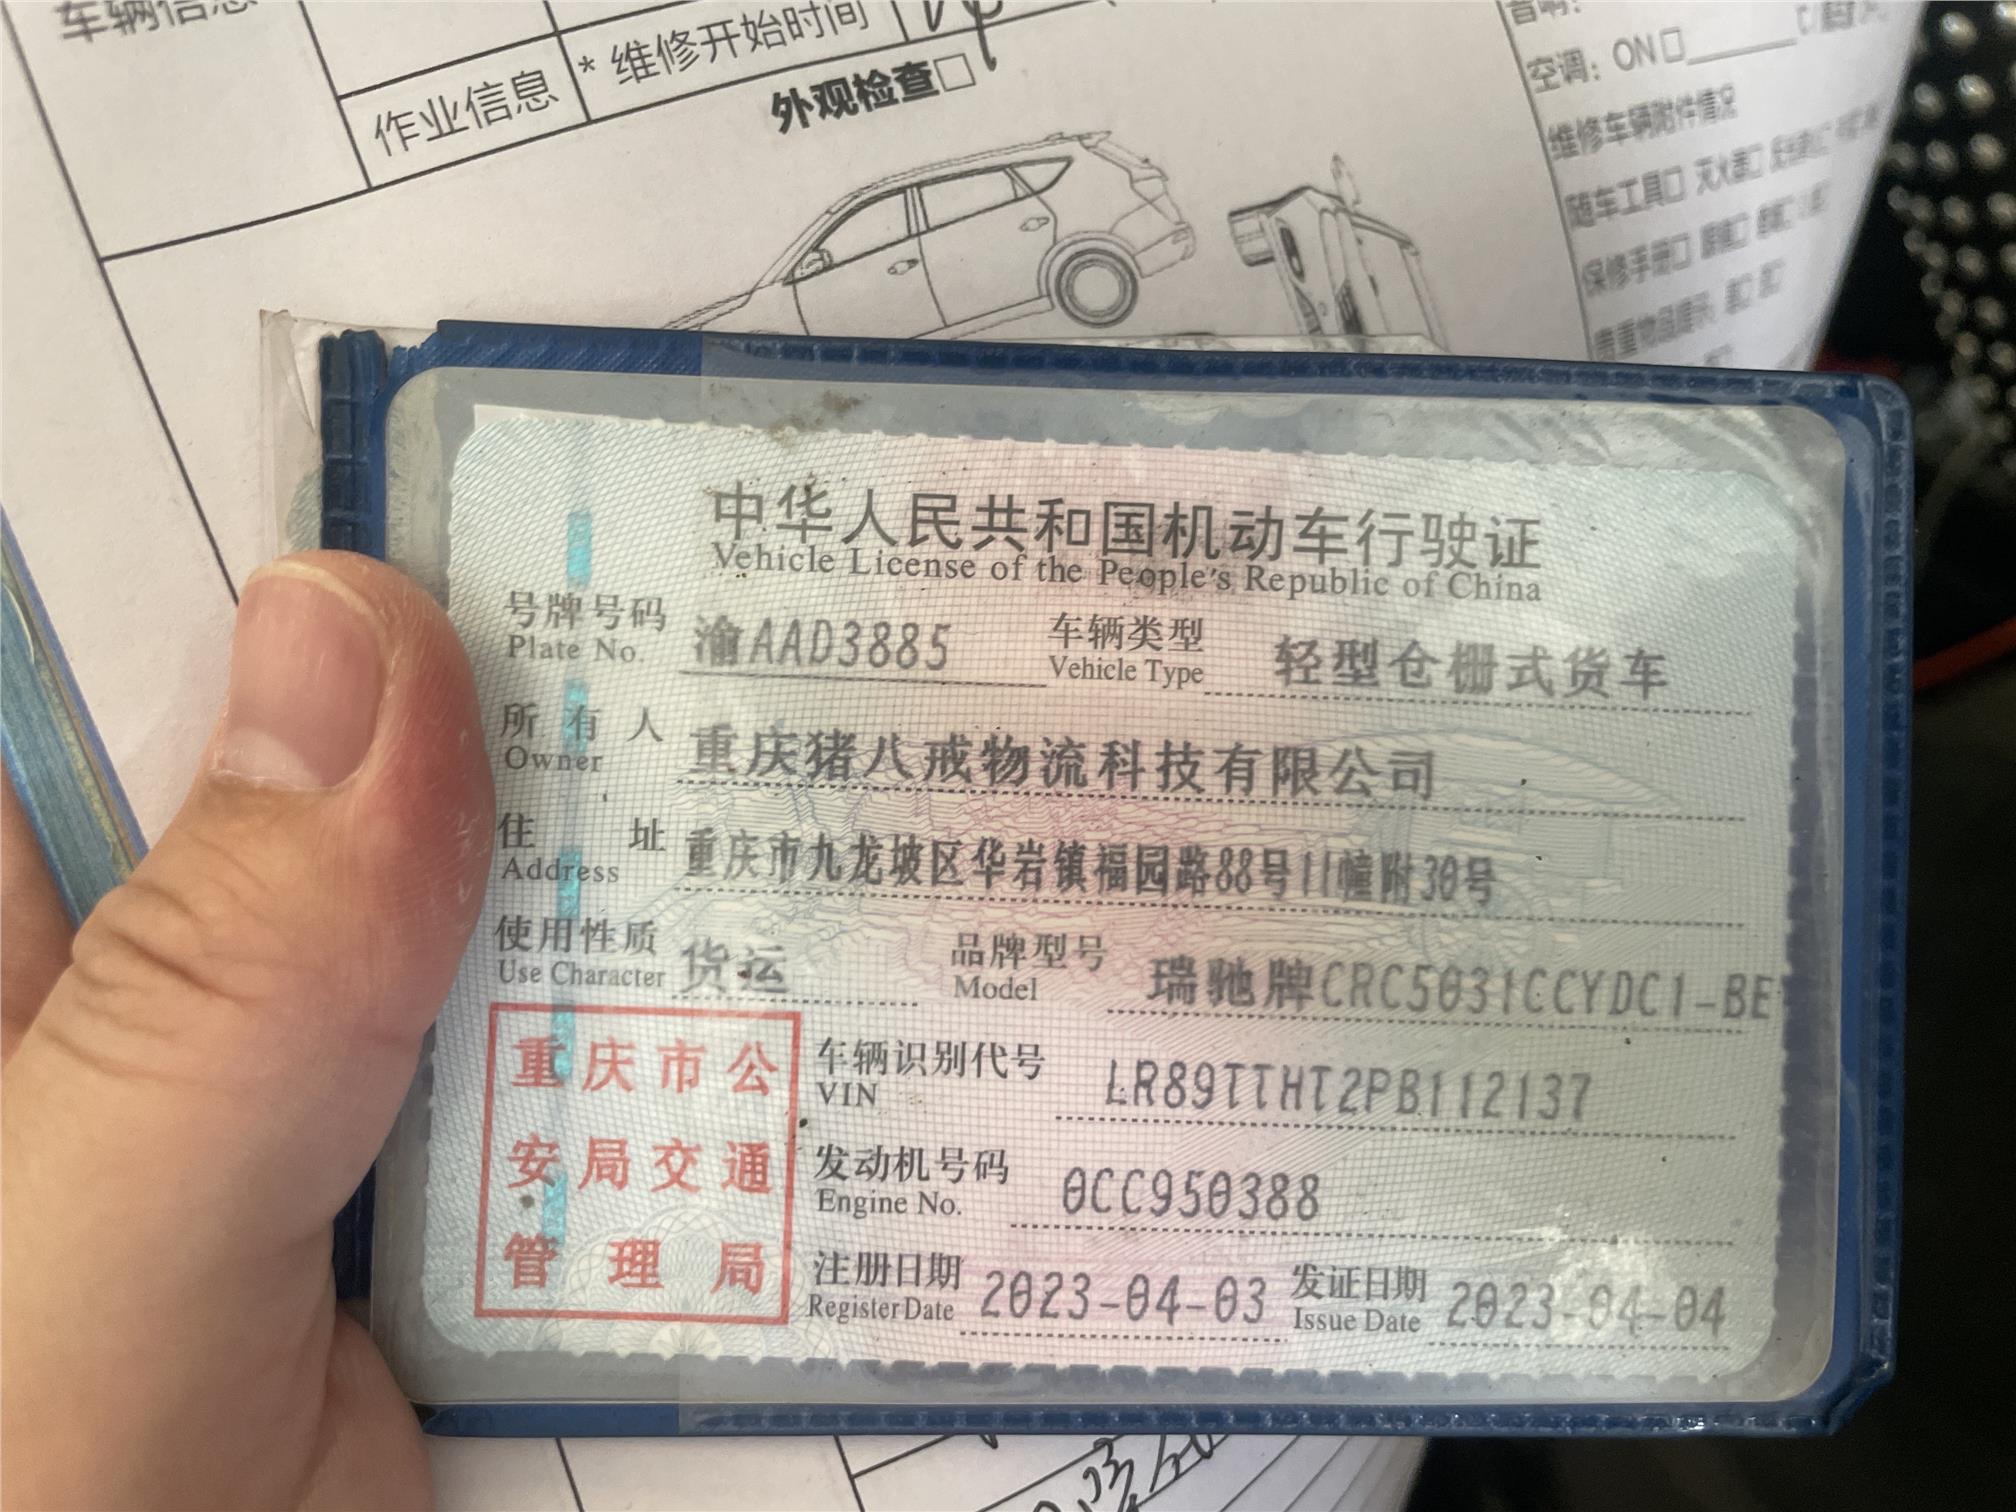 车辆信息
作业信息
* 维修开始时间
外观检查□
音响:
空调: ON□
维修车辆附件情况
随车工具□ 灭火器□
保修手册□
中华人民共和国机动车行驶证
Vehicle License of the People's Republic of China
号牌号码 渝AAD3885 车辆类型 轻型仓栅式货车
Plate No. Vehicle Type
所有人 重庆猪八戒物流科技有限公司
Owner
住址 重庆市九龙坡区华岩镇福园路88号11幢附30号
Address
使用性质 货运 品牌型号 瑞驰牌CRC5031CCYDC1-BE
Use Character Model
重庆市公
安局交通
管理局
车辆识别代号 LR89TTHT2PB112137
VIN
发动机号码 0CC950388
Engine No.
注册日期 2023-04-03 发证日期 2023-04-04
Register Date Issue Date